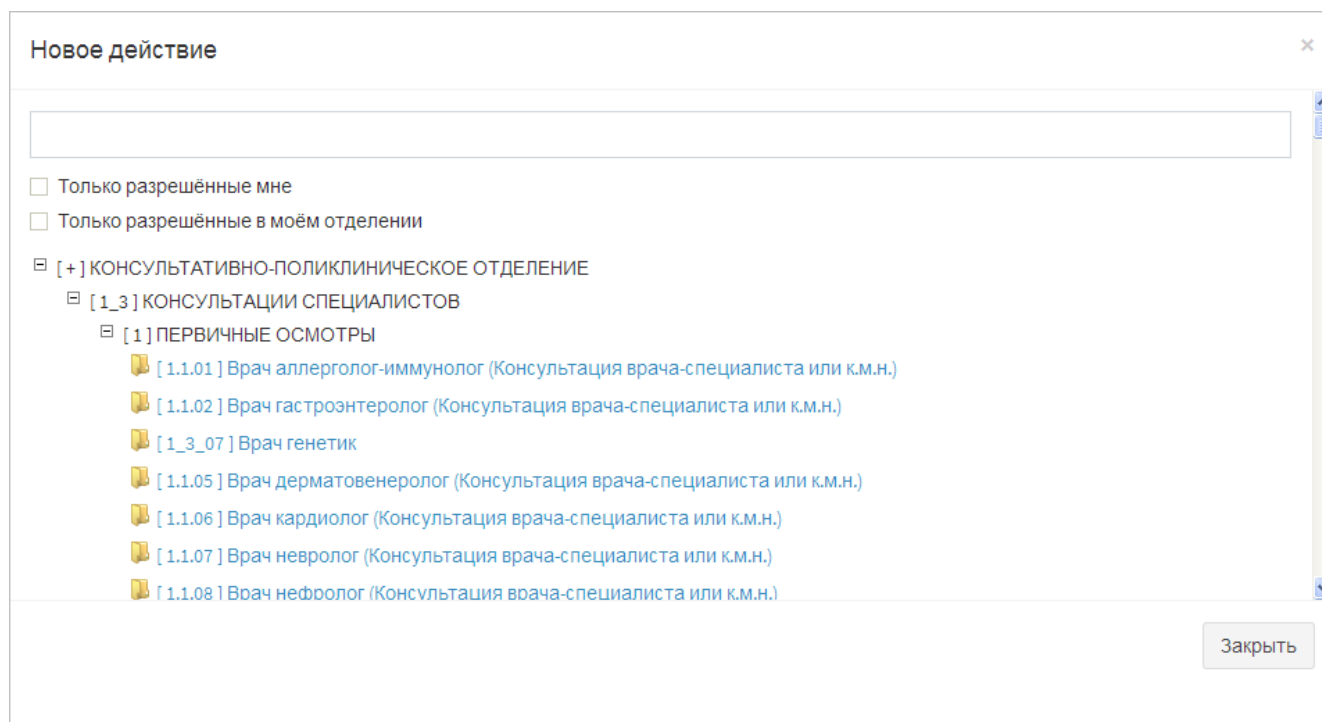 Новое действие ×
Только разрешённые мне
Только разрешённые в моём отделении
[ + ] КОНСУЛЬТАТИВНО-ПОЛИКЛИНИЧЕСКОЕ ОТДЕЛЕНИЕ
[ 1_3 ] КОНСУЛЬТАЦИИ СПЕЦИАЛИСТОВ
[ 1 ] ПЕРВИЧНЫЕ ОСМОТРЫ
[ 1.1.01 ] Врач аллерголог-иммунолог (Консультация врача-специалиста или к.м.н.)
[ 1.1.02 ] Врач гастроэнтеролог (Консультация врача-специалиста или к.м.н.)
[ 1_3_07 ] Врач генетик
[ 1.1.05 ] Врач дерматовенеролог (Консультация врача-специалиста или к.м.н.)
[ 1.1.06 ] Врач кардиолог (Консультация врача-специалиста или к.м.н.)
[ 1.1.07 ] Врач невролог (Консультация врача-специалиста или к.м.н.)
[ 1.1.08 ] Врач нефролог (Консультация врача-специалиста или к.м.н.)
Закрыть